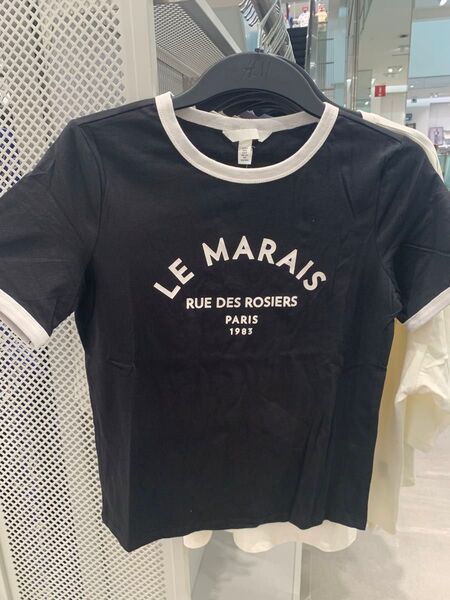 LE MARAIS
RUE DES ROSIERS
PARIS
1983